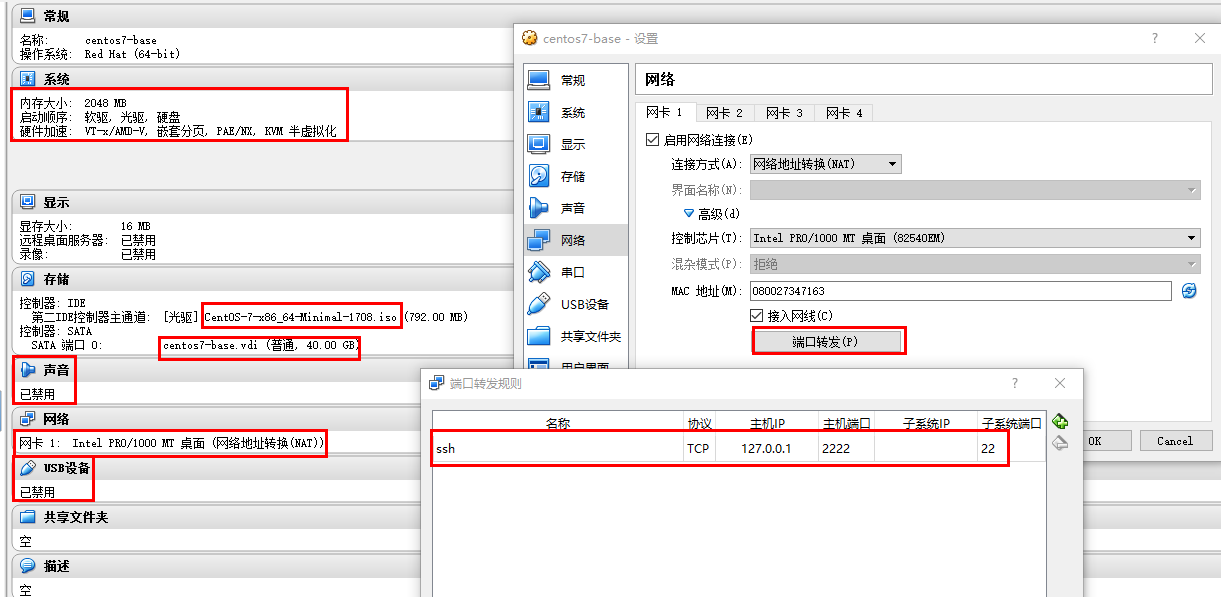 常规
名称: centos7-base
操作系统: Red Hat (64-bit)
系统
内存大小: 2048 MB
启动顺序: 软驱, 光驱, 硬盘
硬件加速: VT-x/AMD-V, 嵌套分页, PAE/NX, KVM 半虚拟化
显示
显存大小: 16 MB
远程桌面服务器: 已禁用
录像: 已禁用
存储
控制器: IDE
第二IDE控制器主通道: [光驱] CentOS-7-x86_64-Minimal-1708.iso (792.00 MB)
控制器: SATA
SATA 端口 0: centos7-base.vdi (普通, 40.00 GB)
声音
已禁用
网络
网卡 1: Intel PRO/1000 MT 桌面 (网络地址转换(NAT))
USB设备
已禁用
共享文件夹
空
描述
空
centos7-base - 设置 ?
常规
系统
显示
存储
声音
网络
串口
USB设备
共享文件夹
用户界面
网络
网卡 1 网卡 2 网卡 3 网卡 4
启用网络连接(E)
连接方式(A): 网络地址转换(NAT)
界面名称(N):
高级(d)
控制芯片(T): Intel PRO/1000 MT 桌面 (82540EM)
混杂模式(P): 拒绝
MAC 地址(M): 080027347163
接入网线(C)
端口转发(P)
OK Cancel
端口转发规则 ?
名称 协议 主机IP 主机端口 子系统IP 子系统端口
ssh TCP 127.0.0.1 2222 22